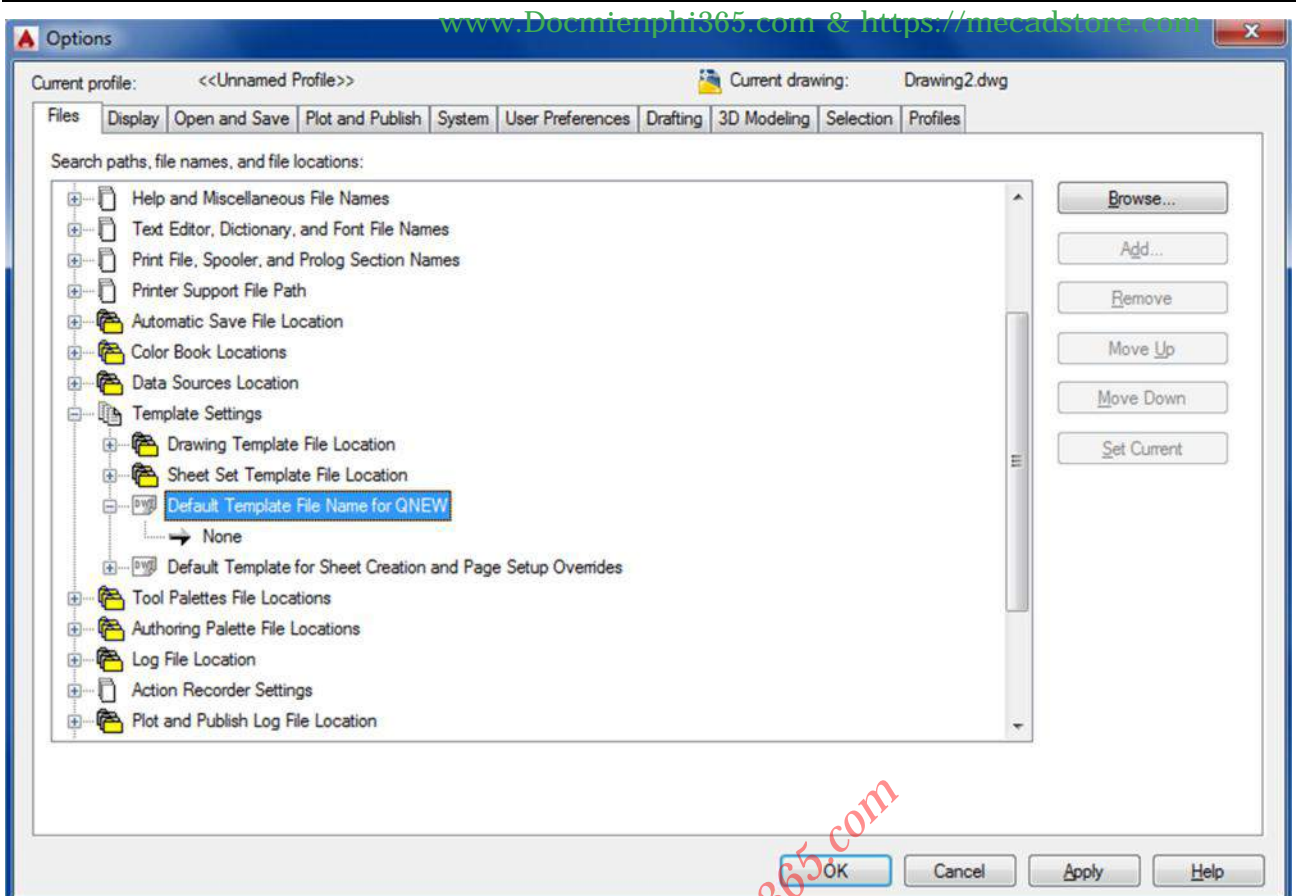 www.Docmienphi365.com & https://mecadstore.com
Options
Current profile: <<Unnamed Profile>> Current drawing: Drawing2.dwg
Files Display Open and Save Plot and Publish System User Preferences Drafting 3D Modeling Selection Profiles
Search paths, file names, and file locations:
Help and Miscellaneous File Names
Browse...
Text Editor, Dictionary, and Font File Names
Add...
Print File, Spooler, and Prolog Section Names
Printer Support File Path
Remove
Automatic Save File Location
Color Book Locations
Move Up
Data Sources Location
Move Down
Template Settings
Drawing Template File Location
Set Current
Sheet Set Template File Location
Default Template File Name for QNEW
None
Default Template for Sheet Creation and Page Setup Overrides
Tool Palettes File Locations
Authoring Palette File Locations
Log File Location
Action Recorder Settings
Plot and Publish Log File Location
365.com
OK Cancel Apply Help